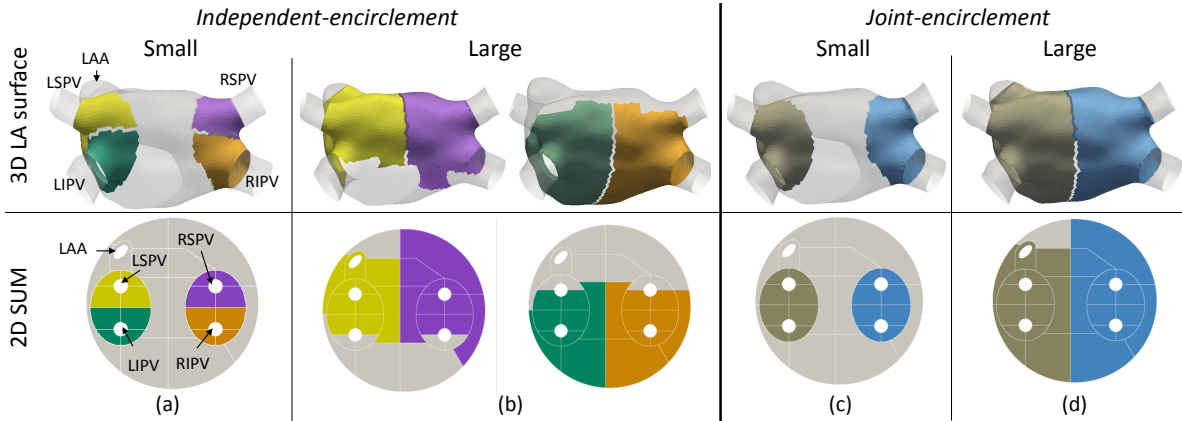 Independent-encirclement
Joint-encirclement
Small
Large
Small
Large
3D LA surface
LAA
LSPV
RSPV
LIPV
RIPV
2D SUM
LAA
RSPV
LSPV
LIPV
RIPV
(a)
(b)
(c)
(d)